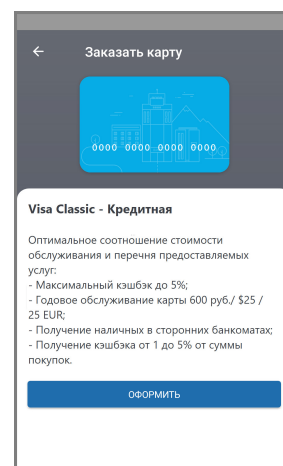 Заказать карту
0000 0000 0000 0000
Visa Classic - Кредитная
Оптимальное соотношение стоимости
обслуживания и перечня предоставляемых
услуг:
- Максимальный кэшбэк до 5%;
- Годовое обслуживание карты 600 руб./ $25 /
25 EUR;
- Получение наличных в сторонних банкоматах;
- Получение кэшбэка от 1 до 5% от суммы
покупок.
ОФОРМИТЬ